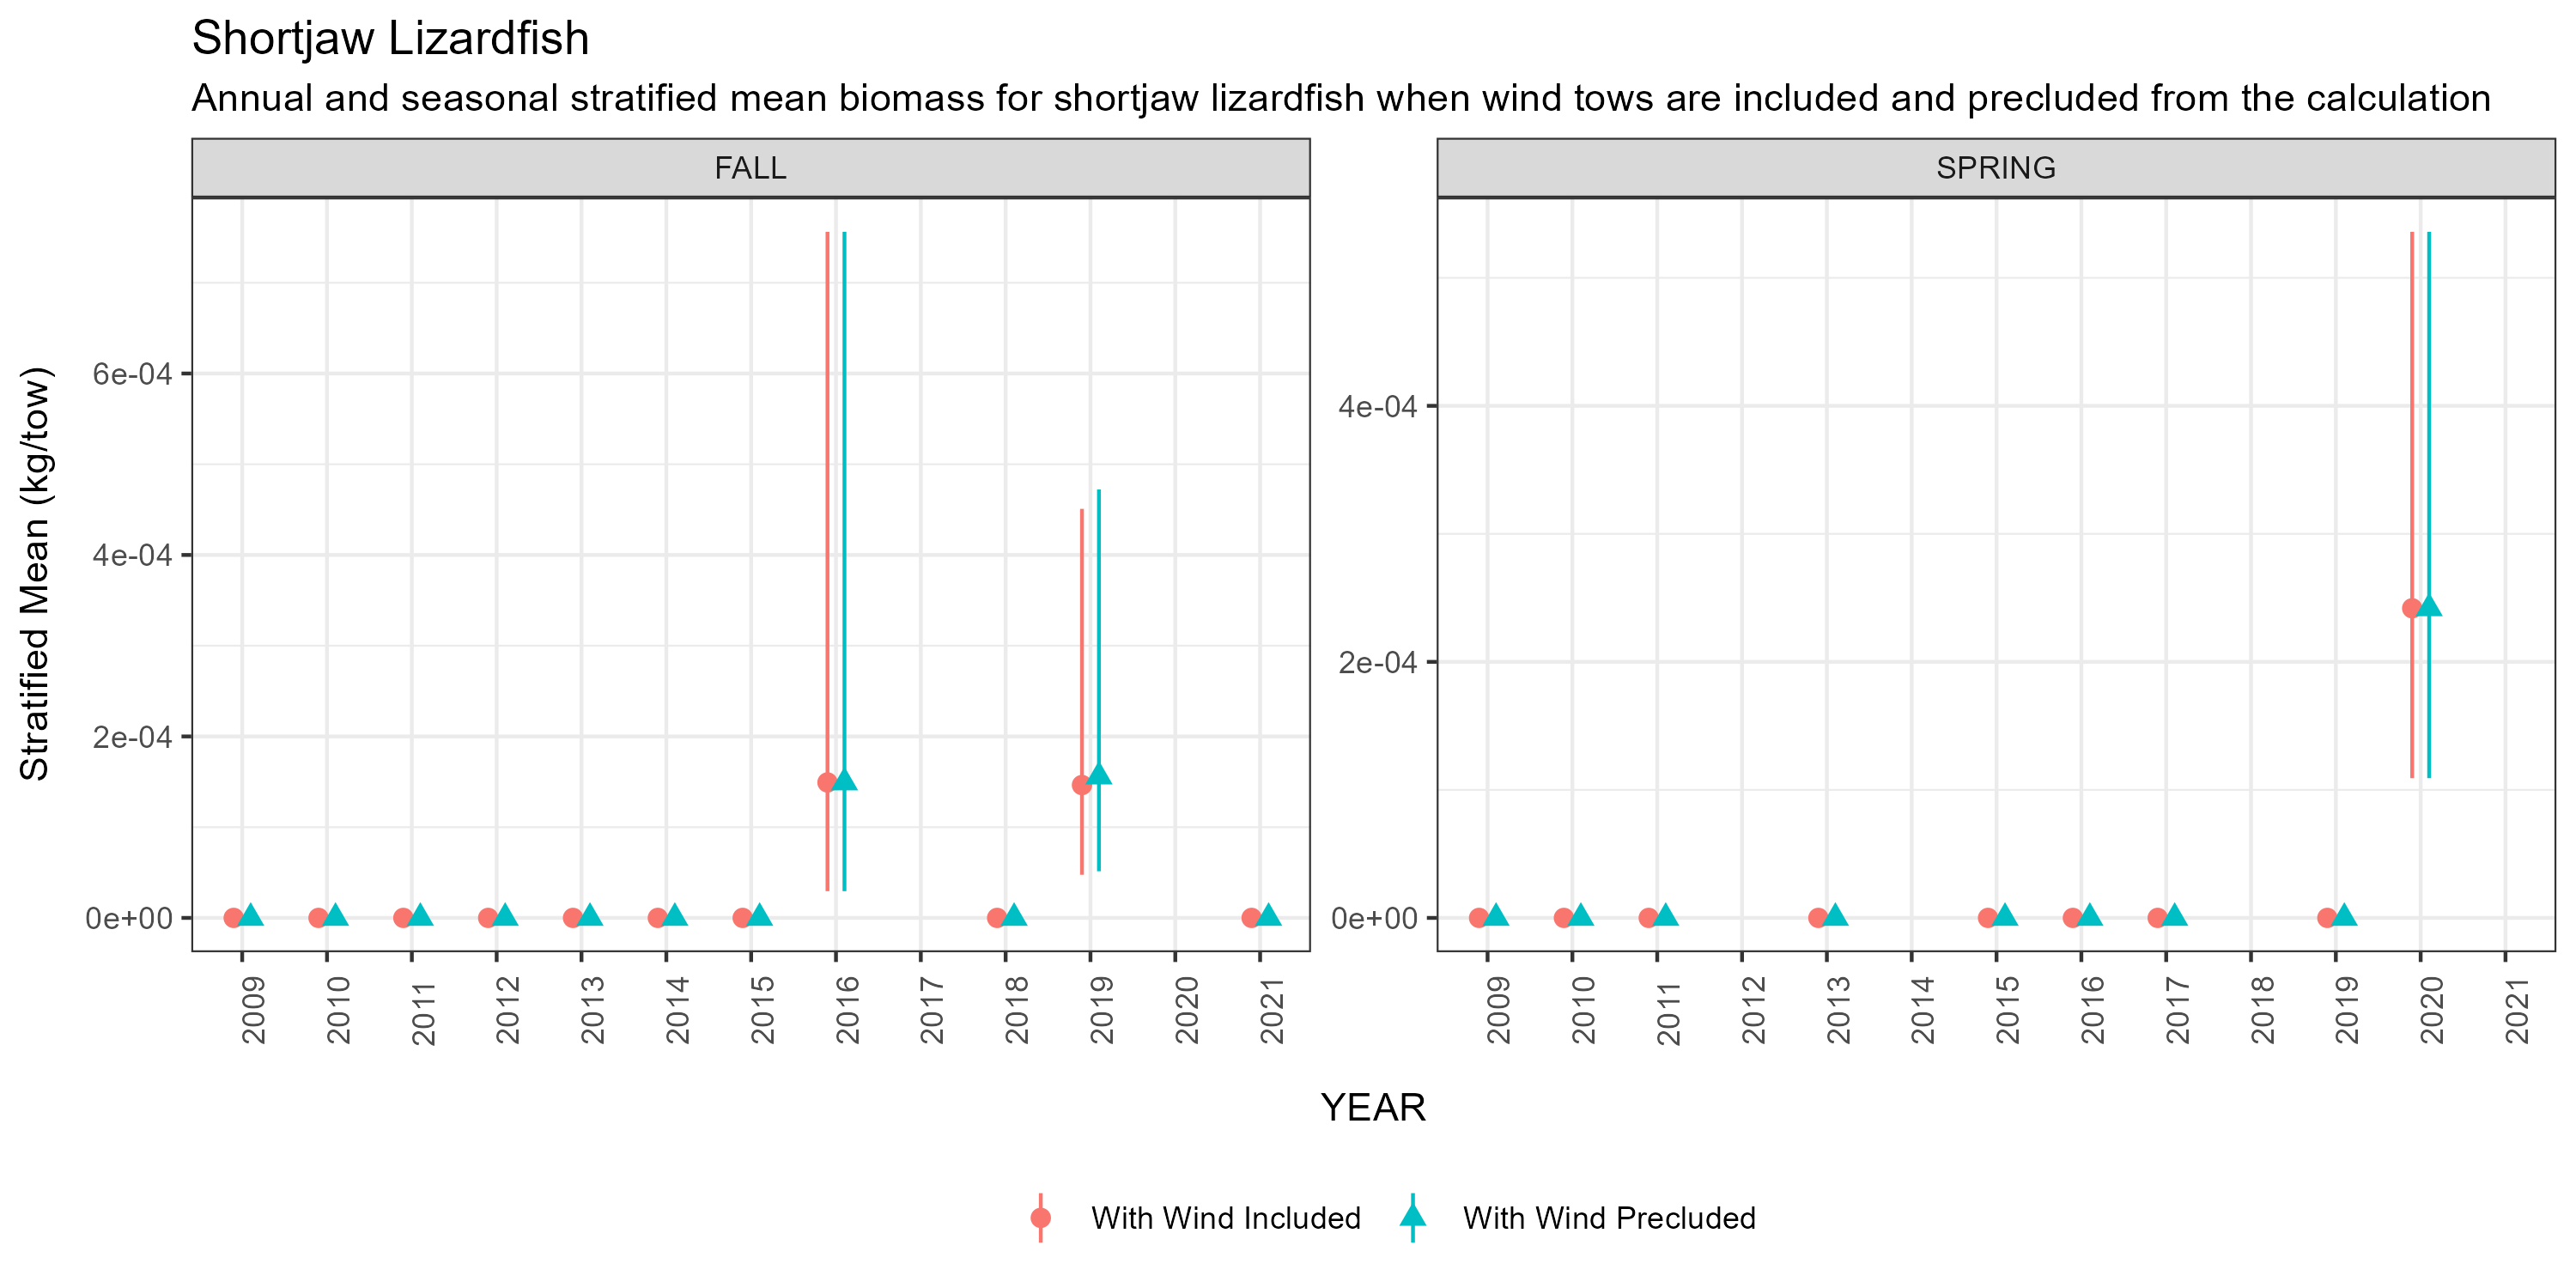 Shortjaw Lizardfish
Annual and seasonal stratified mean biomass for shortjaw lizardfish when wind tows are included and precluded from the calculation
FALL
SPRING
Stratified Mean (kg/tow)
6e-04
4e-04
2e-04
0e+00
4e-04
2e-04
0e+00
2009 2010 2011 2012 2013 2014 2015 2016 2017 2018 2019 2020 2021
2009 2010 2011 2012 2013 2014 2015 2016 2017 2018 2019 2020 2021
YEAR
With Wind Included
With Wind Precluded